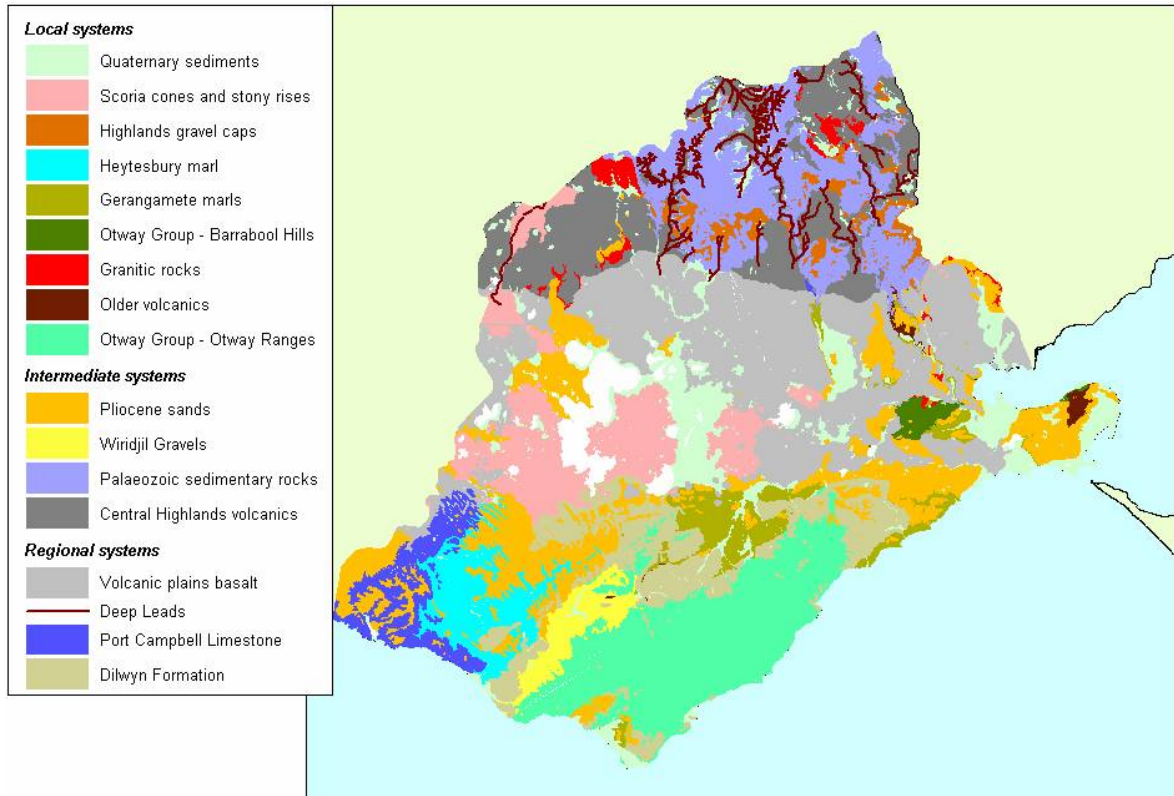 Local systems
Quaternary sediments
Scoria cones and stony rises
Highlands gravel caps
Heytesbury marl
Gerangamete marls
Otway Group - Barrabool Hills
Granitic rocks
Older volcanics
Otway Group - Otway Ranges
Intermediate systems
Pliocene sands
Wiridjil Gravels
Palaeozoic sedimentary rocks
Central Highlands volcanics
Regional systems
Volcanic plains basalt
Deep Leads
Port Campbell Limestone
Dilwyn Formation